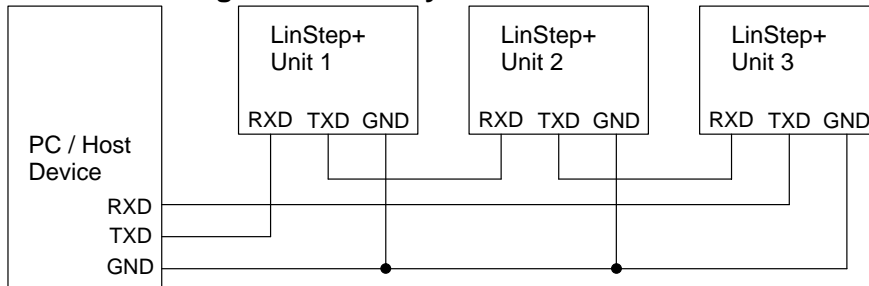 LinStep+
Unit 1
LinStep+
Unit 2
LinStep+
Unit 3
RXD TXD GND
RXD TXD GND
RXD TXD GND
PC / Host
Device
RXD
TXD
GND